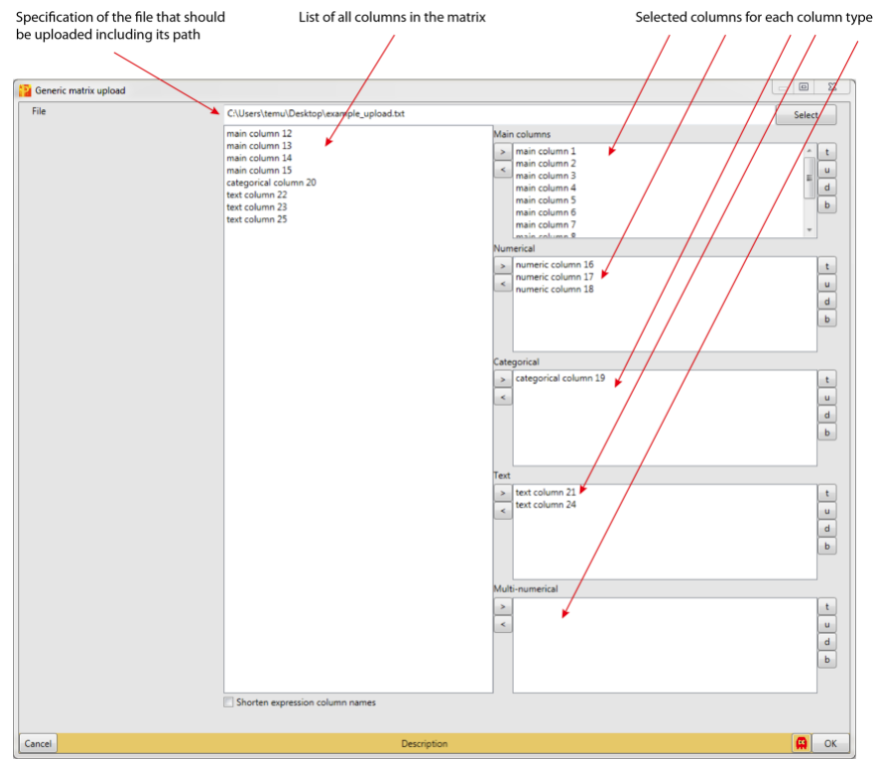 Specification of the file that should
be uploaded including its path
List of all columns in the matrix
Selected columns for each column type
Generic matrix upload
File
C:\Users\temu\Desktop\example_upload.txt
Select
main column 12
main column 13
main column 14
main column 15
categorical column 20
text column 22
text column 23
text column 25
Main columns
>
<
main column 1
main column 2
main column 3
main column 4
main column 5
main column 6
main column 7
main column 8
t
u
d
b
Numerical
>
<
numeric column 16
numeric column 17
numeric column 18
t
u
d
b
Categorical
>
<
categorical column 19
t
u
d
b
Text
>
<
text column 21
text column 24
t
u
d
b
Multi-numerical
>
<
t
u
d
b
Shorten expression column names
Cancel
Description
OK